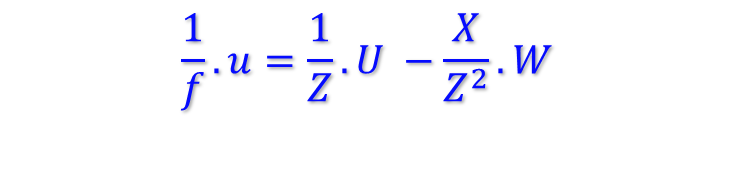 1/f . u = 1/Z . U − X/Z² . W